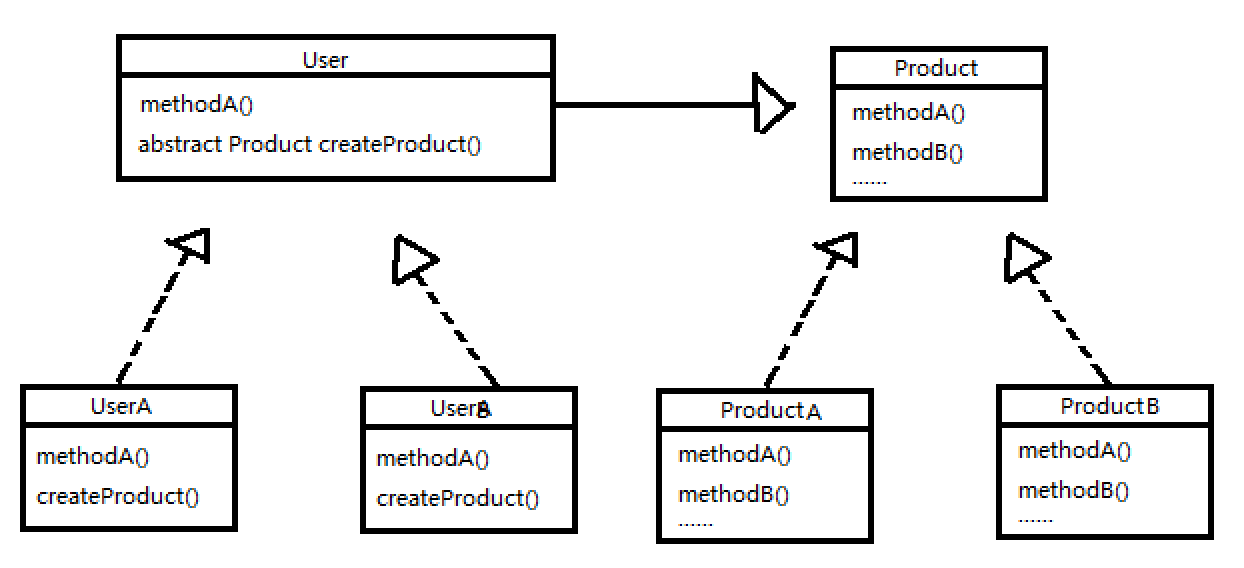 User
methodA()
abstract Product createProduct()
Product
methodA()
methodB()
......
UserA
methodA()
createProduct()
UserB
methodA()
createProduct()
ProductA
methodA()
methodB()
......
ProductB
methodA()
methodB()
......